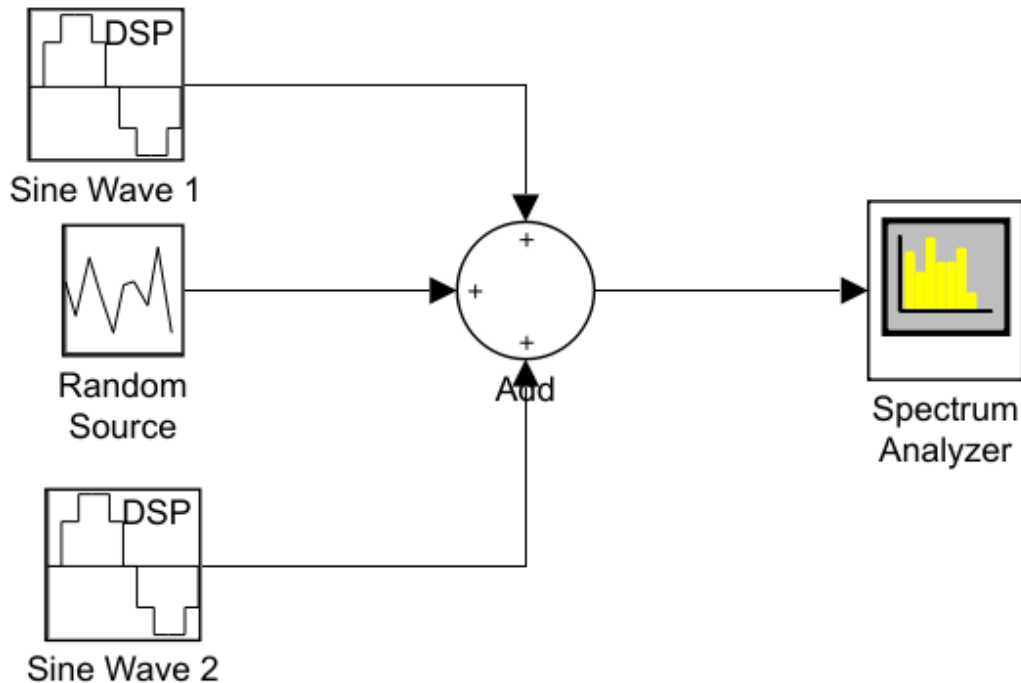 DSP
Sine Wave 1
Random
Source
+
+
+
Add
Spectrum
Analyzer
DSP
Sine Wave 2